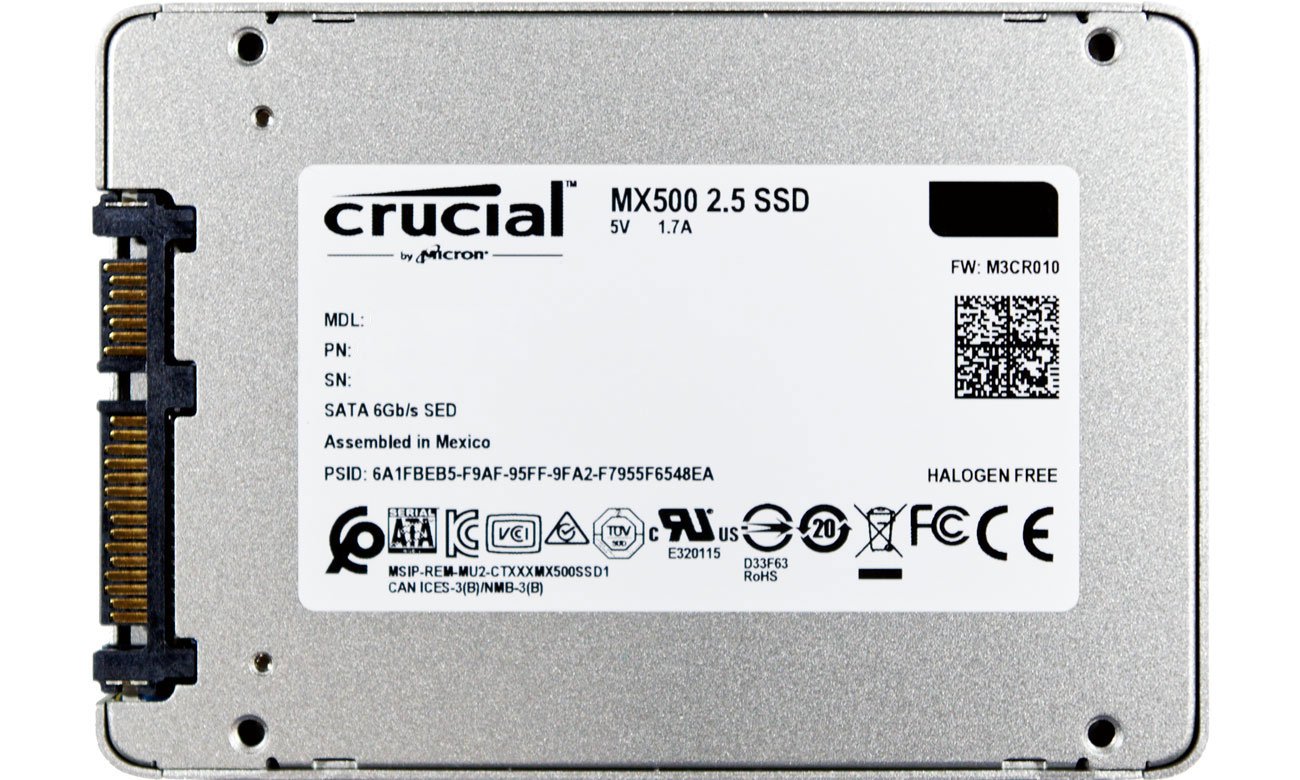 crucial™
by Micron®
MX500 2.5 SSD
5V 1.7A
FW: M3CR010
MDL:
PN:
SN:
SATA 6Gb/s SED
Assembled in Mexico
PSID: 6A1FBEB5-F9AF-95FF-9FA2-F7955F6548EA
HALOGEN FREE
SERIAL
ATA
VCI
TÜV
c UL US
E320115
D33F63
RoHS
20
FC
CE
MSIP-REM-MU2-CTXXXMX500SSD1
CAN ICES-3(B)/NMB-3(B)